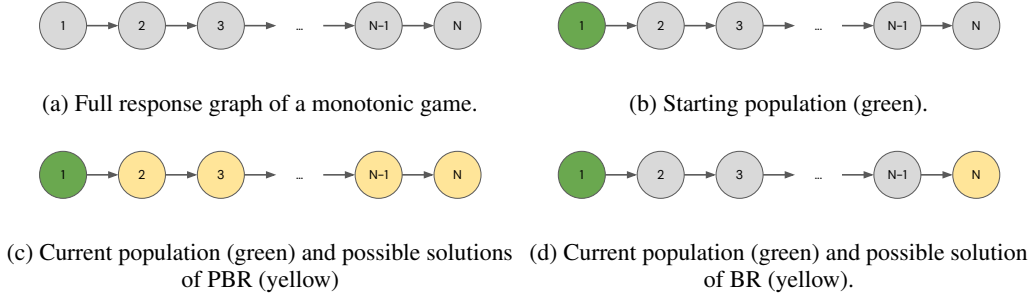 1 2 3 ... N-1 N
(a) Full response graph of a monotonic game.
1 2 3 ... N-1 N
(b) Starting population (green).
1 2 3 ... N-1 N
(c) Current population (green) and possible solutions
of PBR (yellow)
1 2 3 ... N-1 N
(d) Current population (green) and possible solution
of BR (yellow).